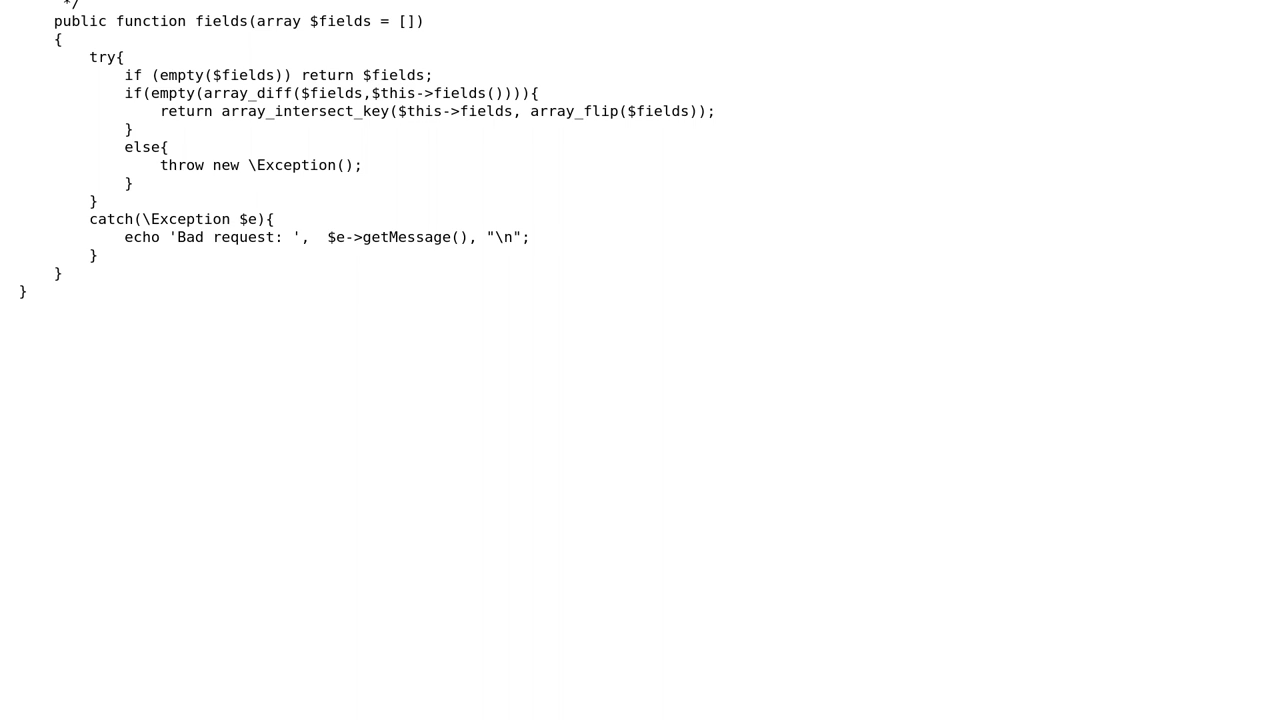 */
public function fields(array $fields = [])
{
try{
if (empty($fields)) return $fields;
if(empty(array_diff($fields,$this->fields()))){
return array_intersect_key($this->fields, array_flip($fields));
}
else{
throw new \Exception();
}
}
catch(\Exception $e){
echo 'Bad request: ',  $e->getMessage(), "\n";
}
}
}